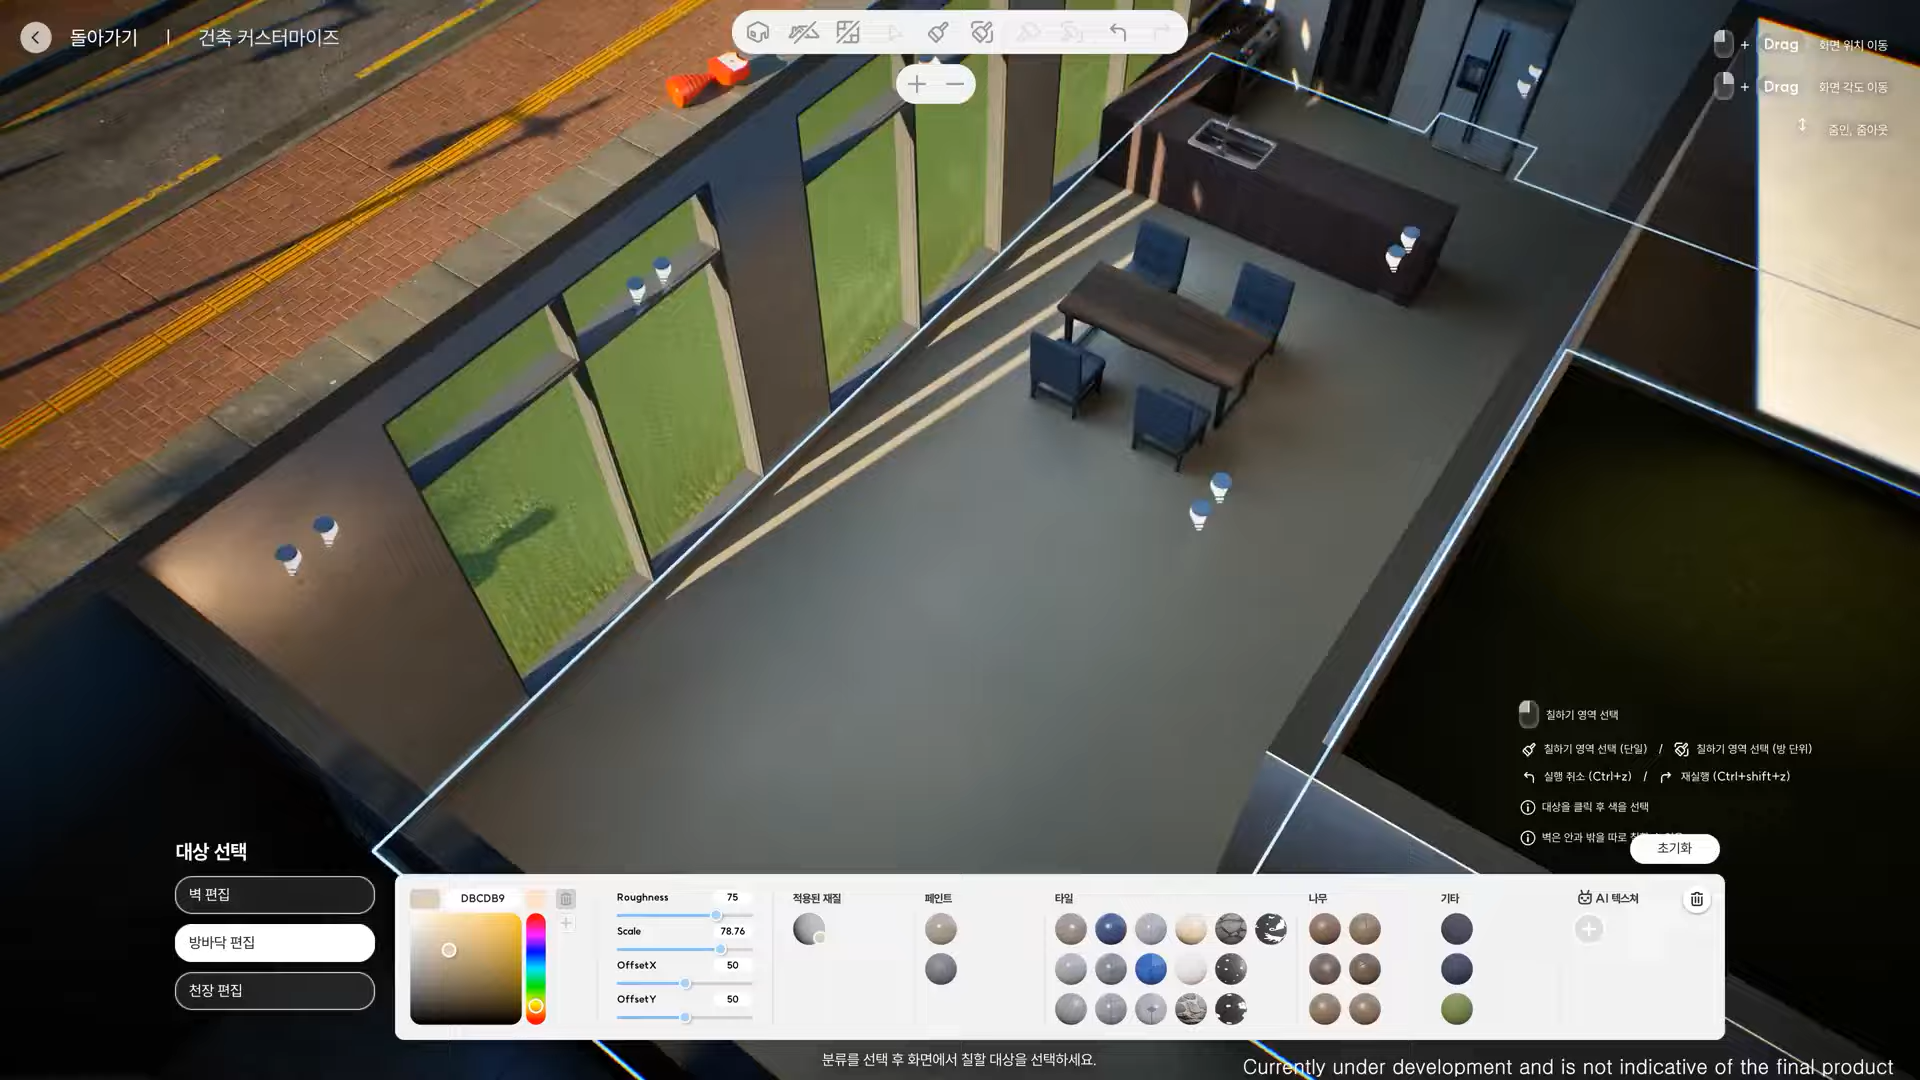 돌아가기 | 건축 커스터마이즈
+ Drag 화면 위치 이동
+ Drag 화면 각도 이동
줌인, 줌아웃
칠하기 영역 선택
칠하기 영역 선택 (단일) / 칠하기 영역 선택 (방 단위)
실행 취소 (Ctrl+z) / 재실행 (Ctrl+shift+z)
대상을 클릭 후 색을 선택
벽은 안과 밖을 따로
초기화
대상 선택
벽 편집
방바닥 편집
천장 편집
DBCDB9
Roughness 75
Scale 78.76
OffsetX 50
OffsetY 50
적용된 재질
페인트
타일
나무
기타
AI 텍스쳐
분류를 선택 후 화면에서 칠할 대상을 선택하세요.
Currently under development and is not indicative of the final product